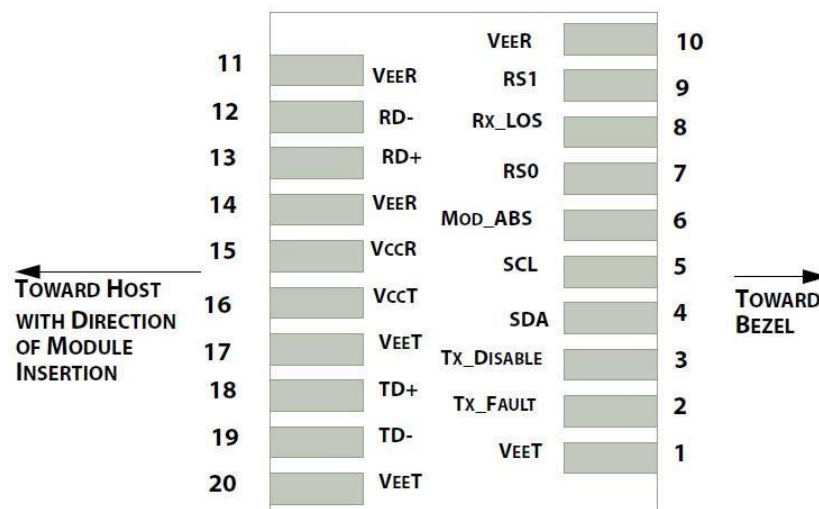 11 VEER
12 RD-
13 RD+
14 VEER
15 VCCR
16 VCCT
17 VEET
18 TD+
19 TD-
20 VEET
VEER 10
RS1 9
RX_LOS 8
RS0 7
MOD_ABS 6
SCL 5
SDA 4
TX_DISABLE 3
TX_FAULT 2
VEET 1
TOWARD HOST
WITH DIRECTION
OF MODULE
INSERTION
TOWARD
BEZEL